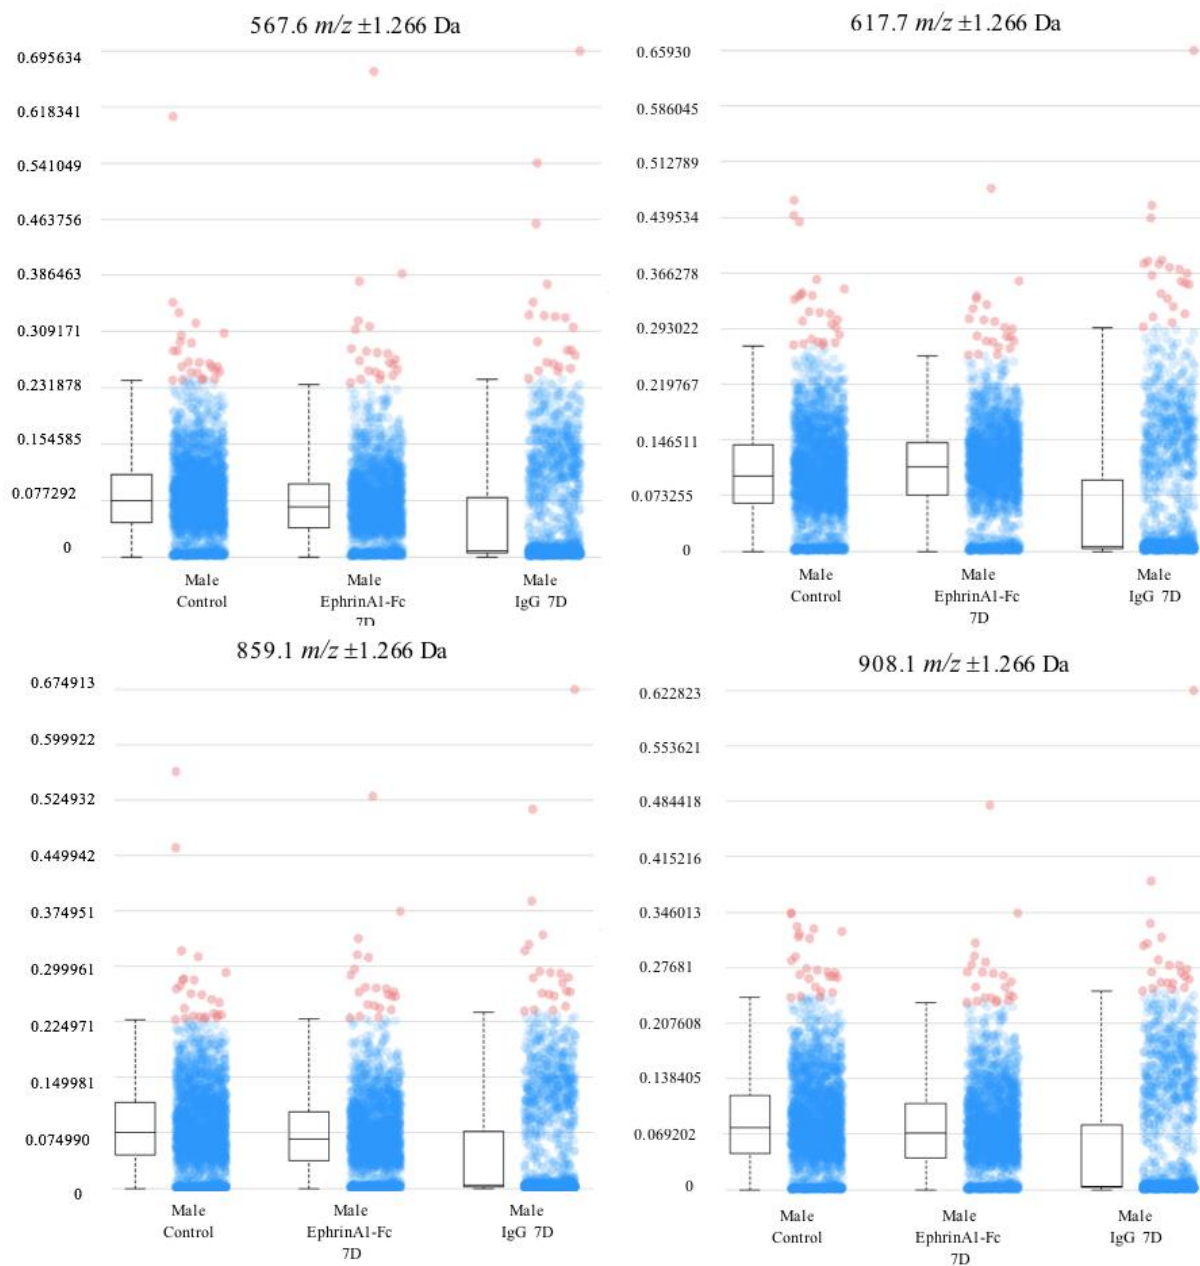 567.6 m/z ±1.266 Da
0.695634
0.618341
0.541049
0.463756
0.386463
0.309171
0.231878
0.154585
0.077292
0
Male
Control
Male
EphrinA1-Fc
7D
Male
IgG 7D
617.7 m/z ±1.266 Da
0.65930
0.586045
0.512789
0.439534
0.366278
0.293022
0.219767
0.146511
0.073255
0
Male
Control
Male
EphrinA1-Fc
7D
Male
IgG 7D
859.1 m/z ±1.266 Da
0.674913
0.599922
0.524932
0.449942
0.374951
0.299961
0.224971
0.149981
0.074990
0
Male
Control
Male
EphrinA1-Fc
7D
Male
IgG 7D
908.1 m/z ±1.266 Da
0.622823
0.553621
0.484418
0.415216
0.346013
0.27681
0.207608
0.138405
0.069202
0
Male
Control
Male
EphrinA1-Fc
7D
Male
IgG 7D